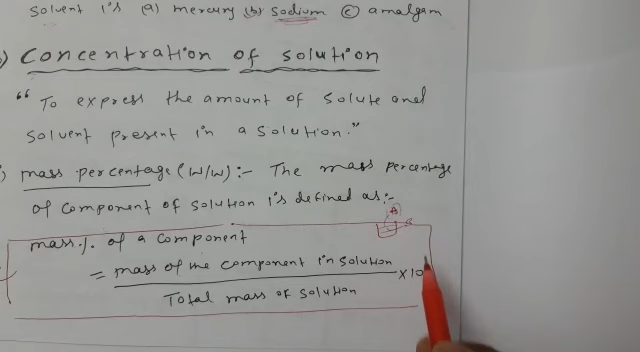 solvent i's (a) mercury (b) sodium (c) amalgam
) Concentration of solution
"To express the amount of solute and
solvent present in a solution."
) mass percentage (W/W):- The mass percentage
of component of solution i's defined as:-
A
mass.%. of a component
= mass of the component in solution × 10
Total mass of solution